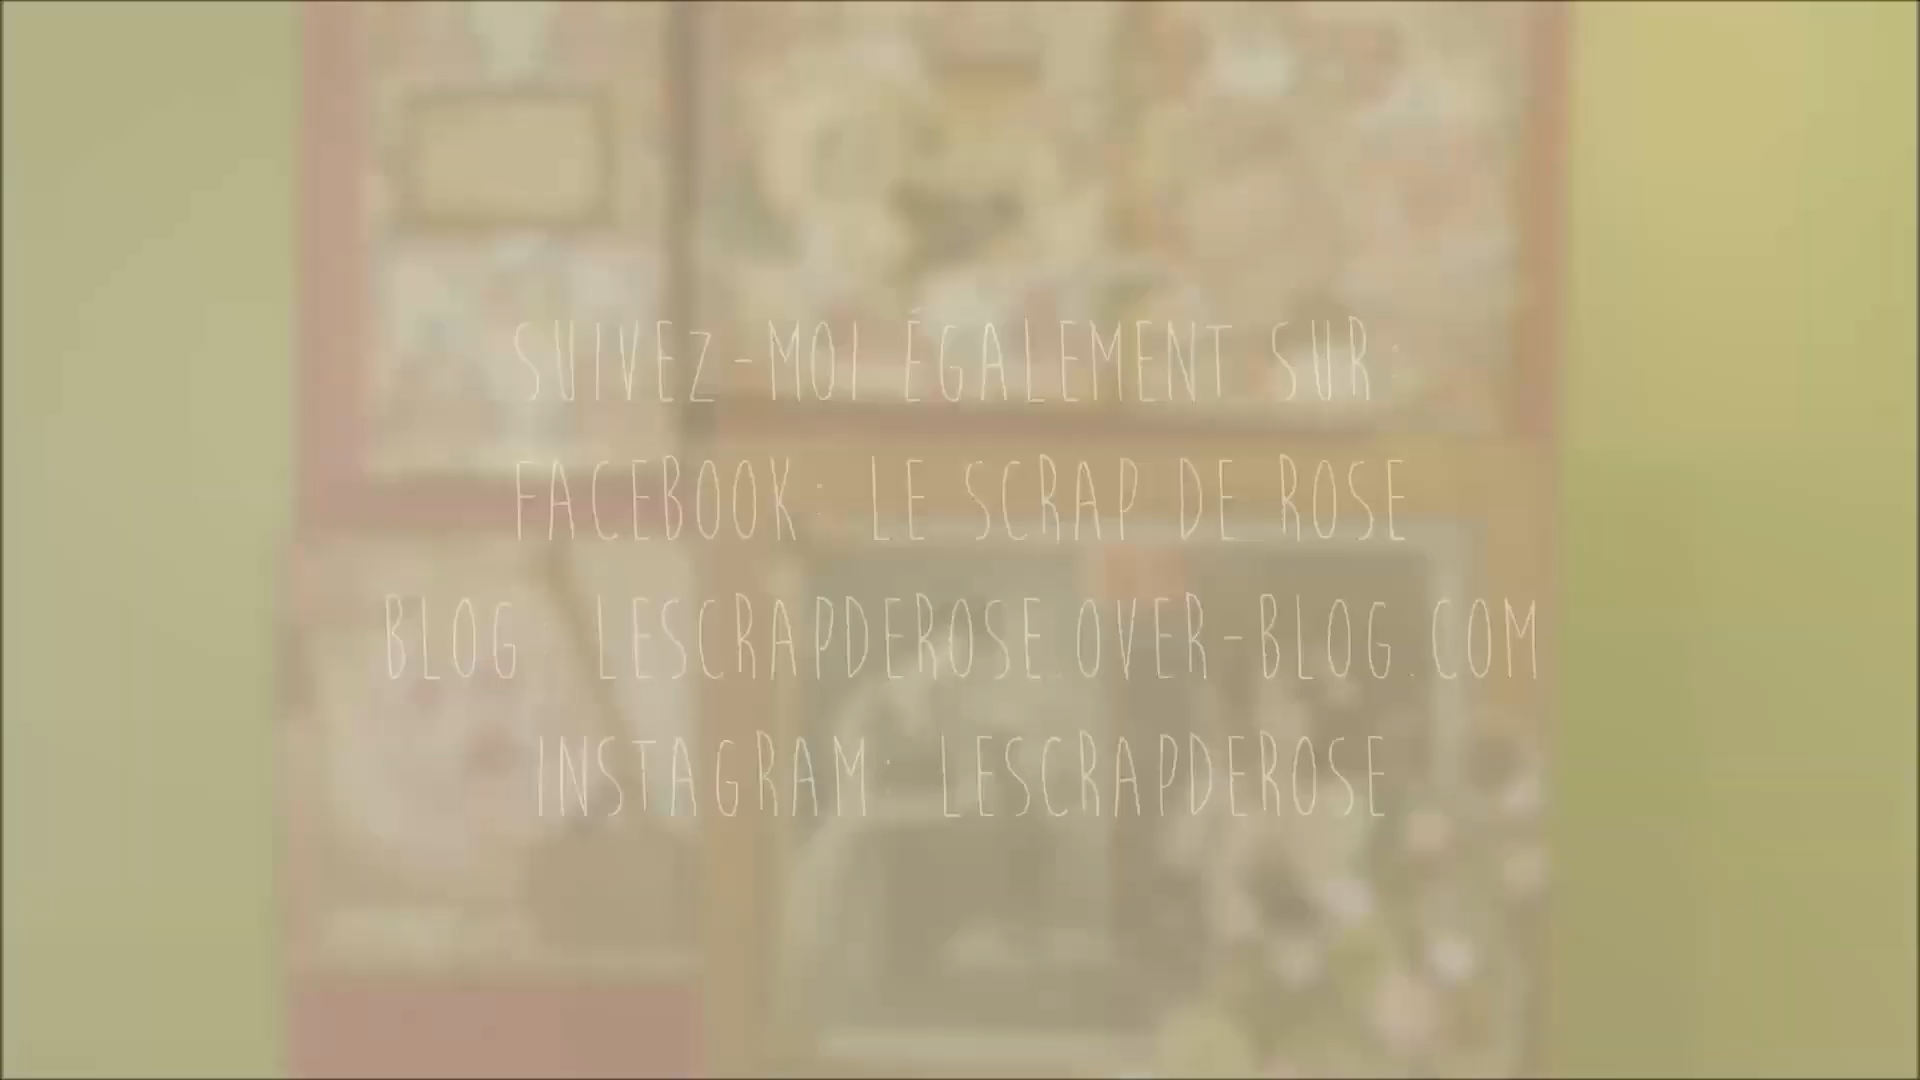 SUIVEZ-MOI ÉGALEMENT SUR:
FACEBOOK: LE SCRAP DE ROSE
BLOG : LESCRAPDEROSE.OVER-BLOG.COM
INSTAGRAM: LESCRAPDEROSE